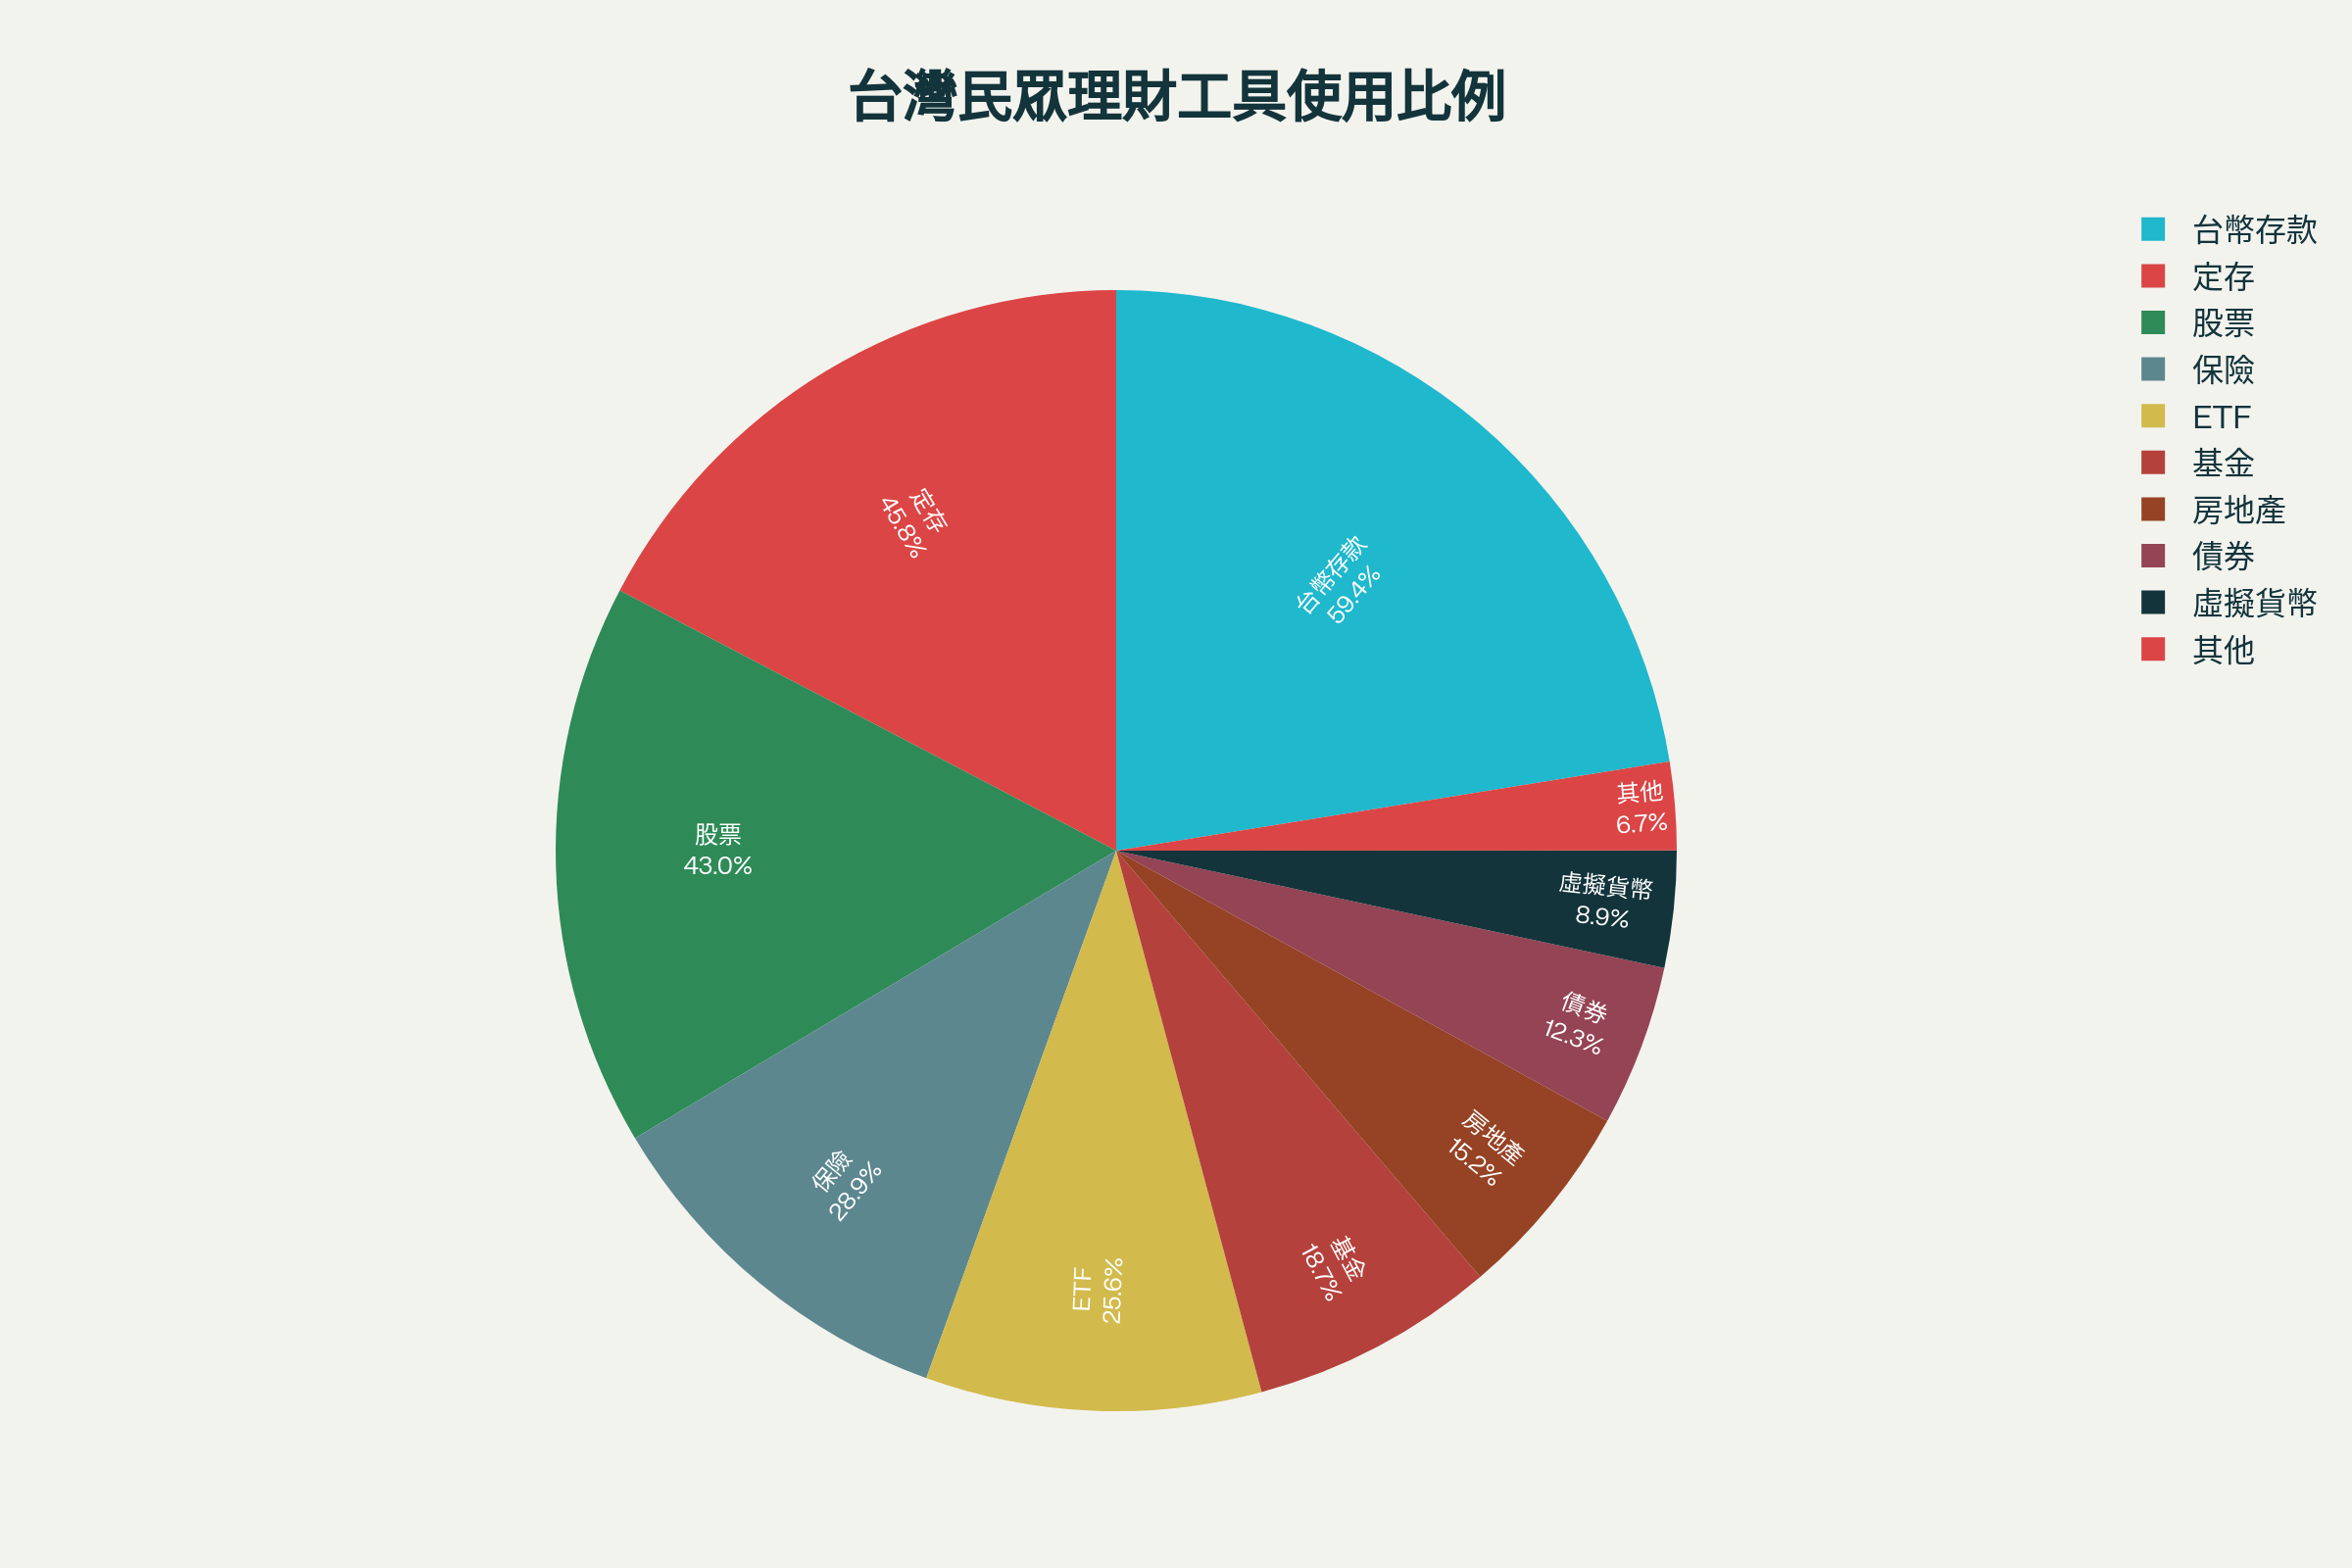 台灣民眾理財工具使用比例
台幣存款
定存
股票
保險
ETF
基金
房地產
債券
虛擬貨幣
其他
台幣存款
59.4%
定存
45.8%
股票
43.0%
保險
28.9%
ETF
25.6%
基金
18.7%
房地產
15.2%
債券
12.3%
虛擬貨幣
8.9%
其他
6.7%